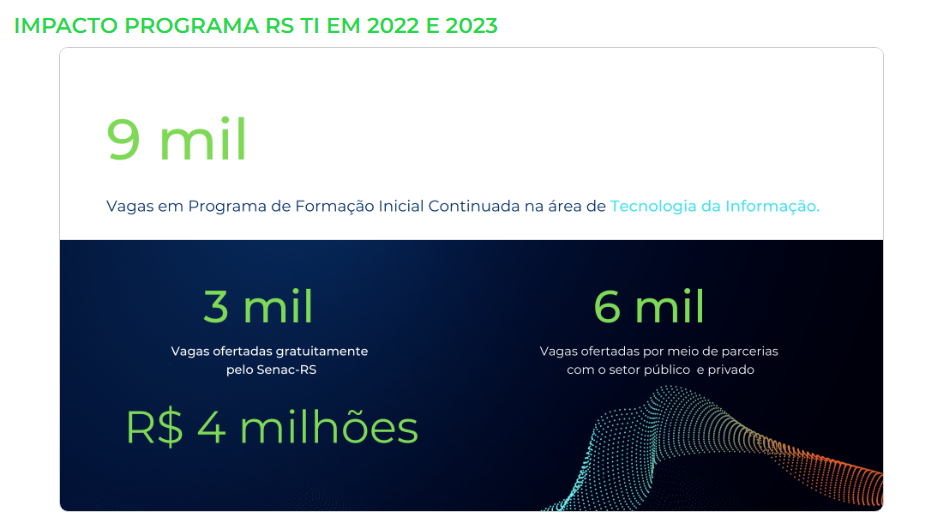 IMPACTO PROGRAMA RS TI EM 2022 E 2023
9 mil
Vagas em Programa de Formação Inicial Continuada na área de Tecnologia da Informação.
3 mil
Vagas ofertadas gratuitamente
pelo Senac-RS
R$ 4 milhões
6 mil
Vagas ofertadas por meio de parcerias
com o setor público e privado